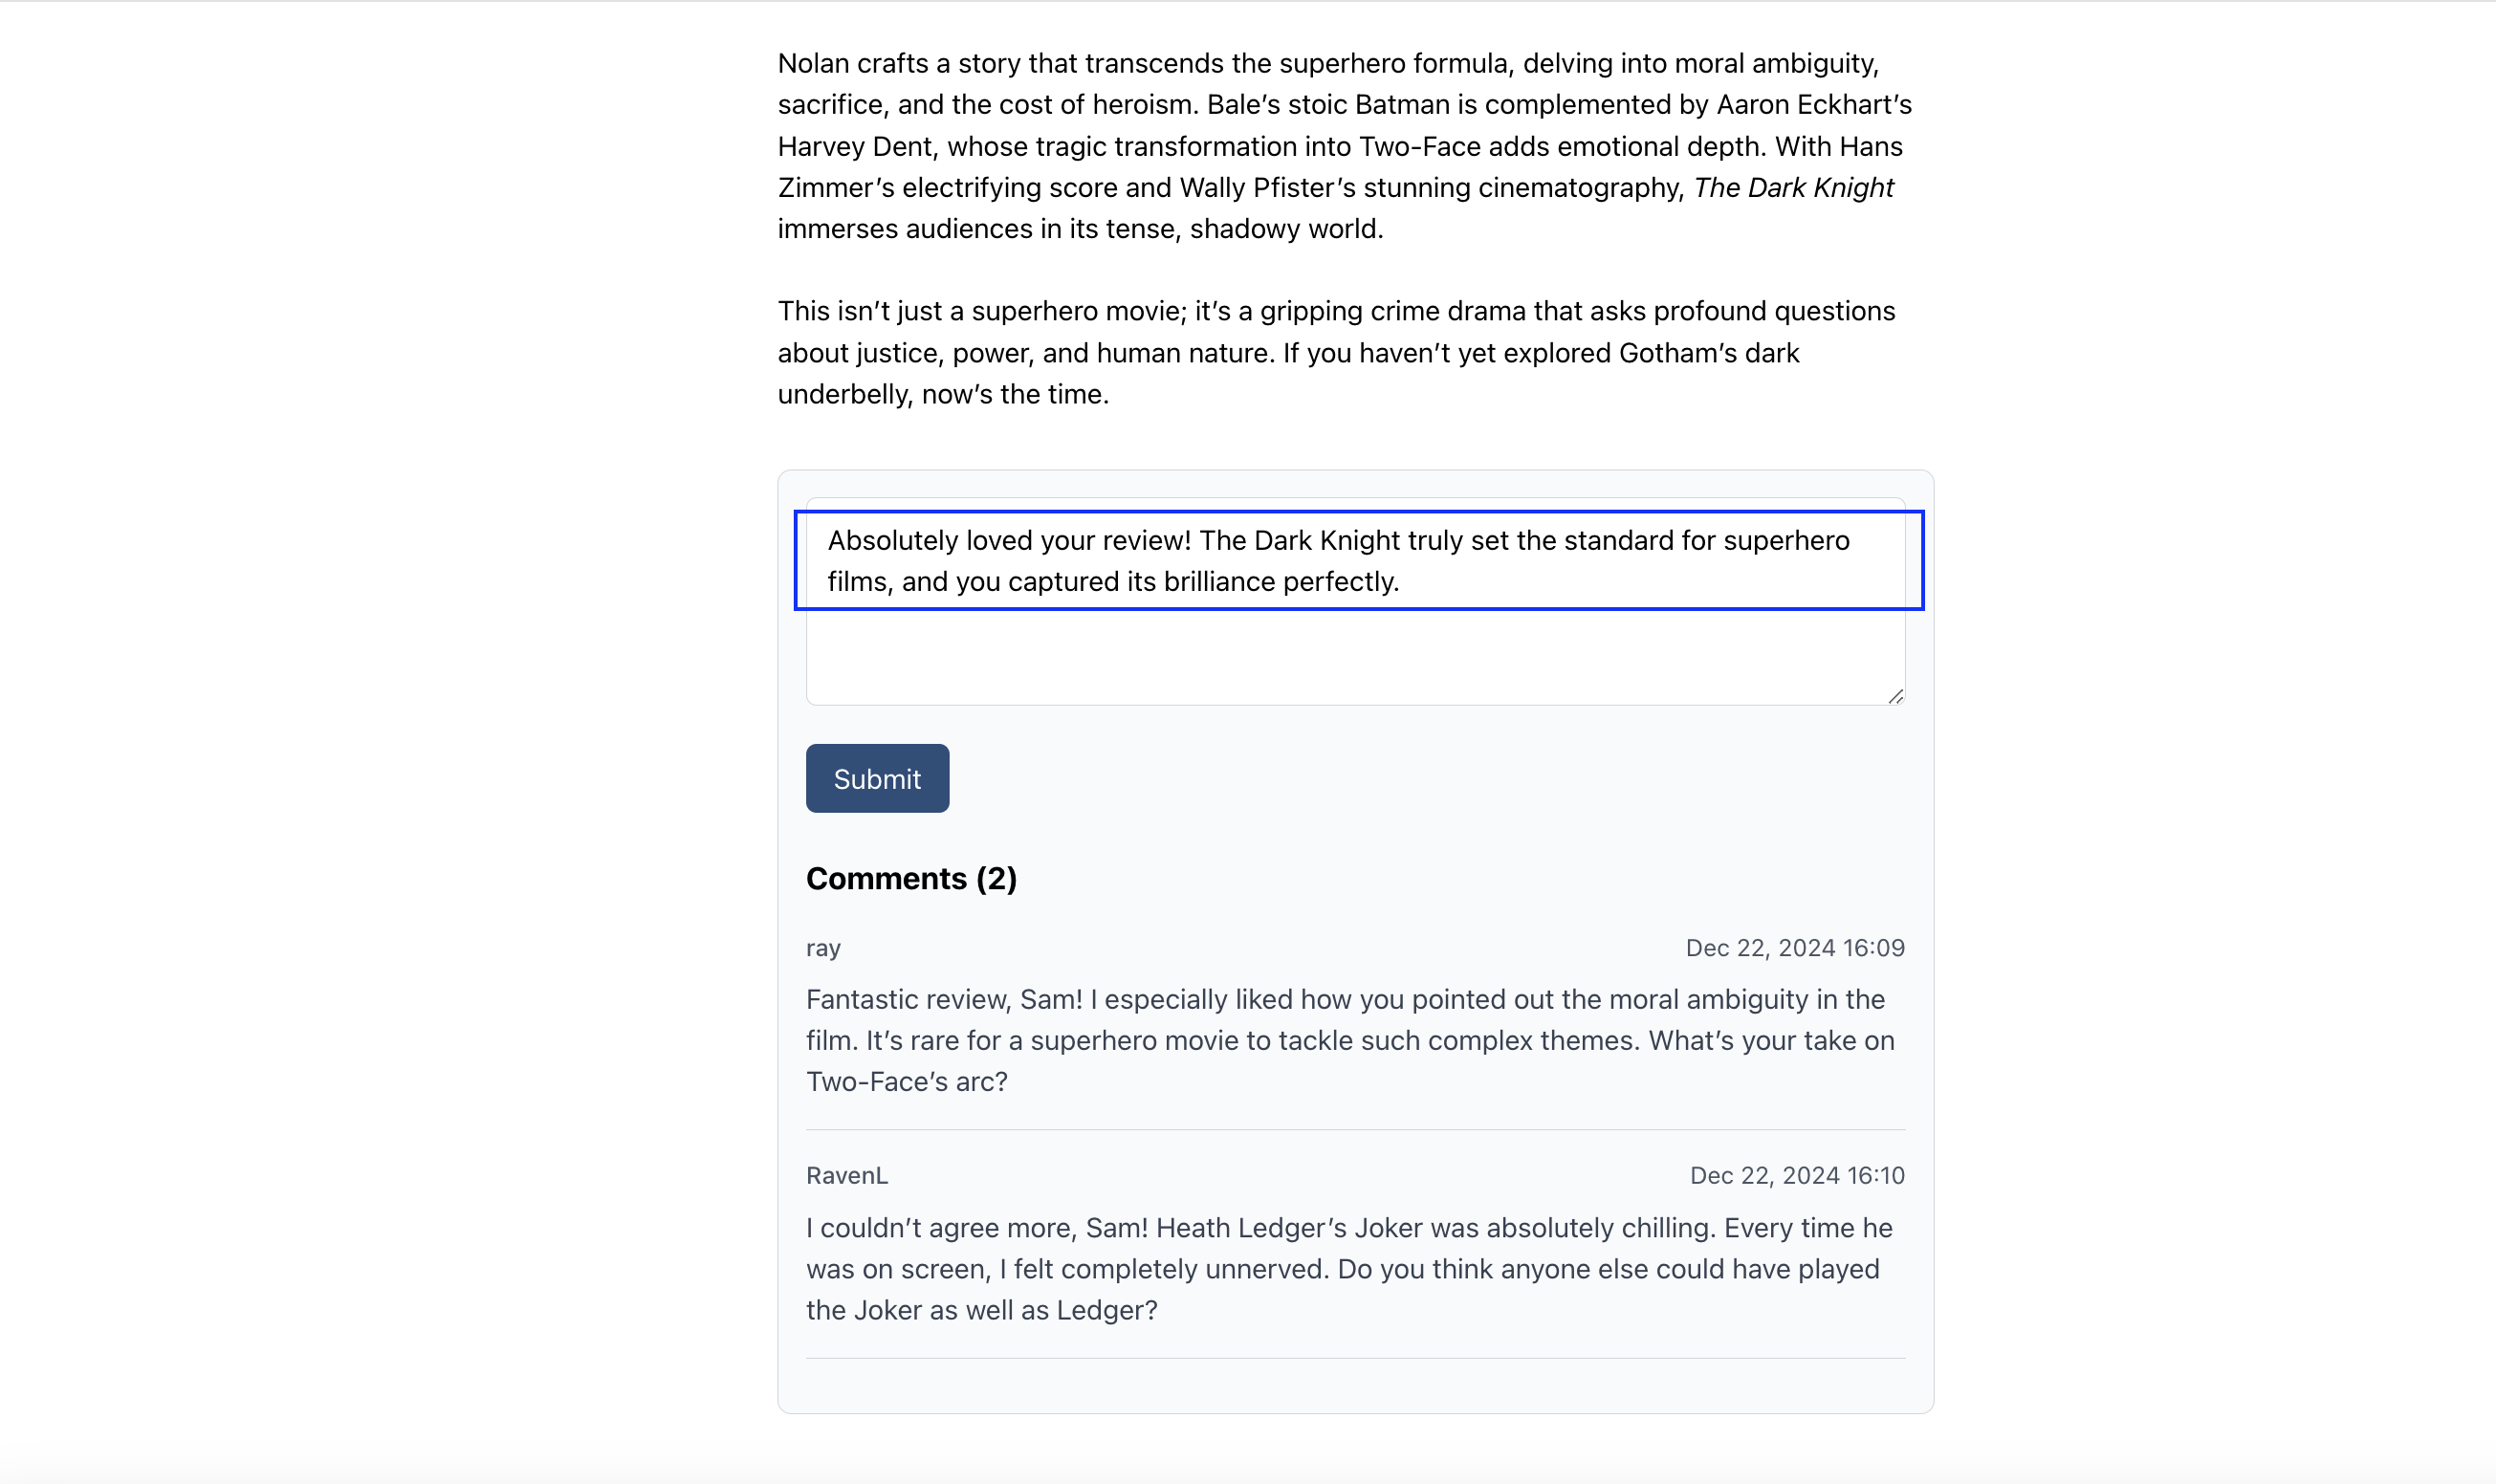 Nolan crafts a story that transcends the superhero formula, delving into moral ambiguity,
sacrifice, and the cost of heroism. Bale’s stoic Batman is complemented by Aaron Eckhart’s
Harvey Dent, whose tragic transformation into Two-Face adds emotional depth. With Hans
Zimmer’s electrifying score and Wally Pfister’s stunning cinematography, The Dark Knight
immerses audiences in its tense, shadowy world.
This isn’t just a superhero movie; it’s a gripping crime drama that asks profound questions
about justice, power, and human nature. If you haven’t yet explored Gotham’s dark
underbelly, now’s the time.
Absolutely loved your review! The Dark Knight truly set the standard for superhero
films, and you captured its brilliance perfectly.
Submit
Comments (2)
ray Dec 22, 2024 16:09
Fantastic review, Sam! I especially liked how you pointed out the moral ambiguity in the
film. It’s rare for a superhero movie to tackle such complex themes. What’s your take on
Two-Face’s arc?
RavenL Dec 22, 2024 16:10
I couldn’t agree more, Sam! Heath Ledger’s Joker was absolutely chilling. Every time he
was on screen, I felt completely unnerved. Do you think anyone else could have played
the Joker as well as Ledger?